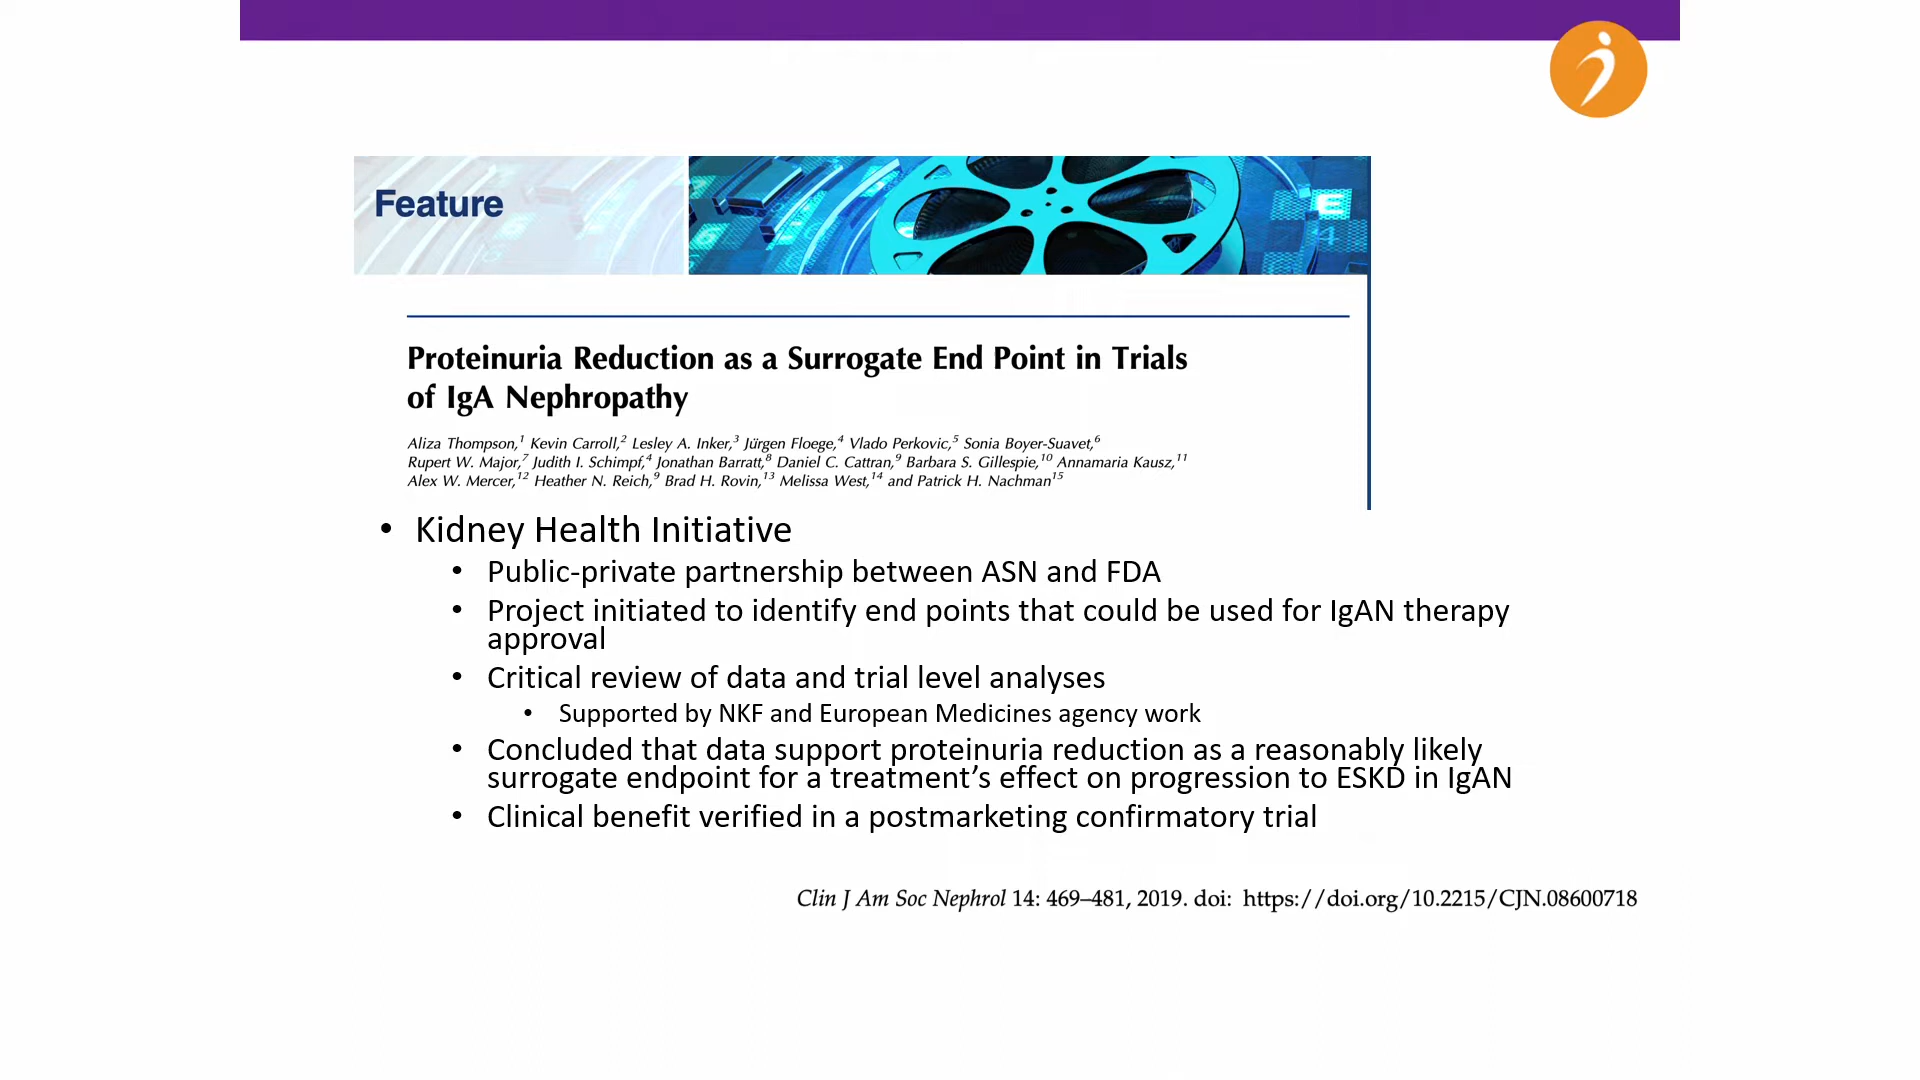 Feature
Proteinuria Reduction as a Surrogate End Point in Trials
of IgA Nephropathy
Aliza Thompson,1 Kevin Carroll,2 Lesley A. Inker,3 Jürgen Floege,4 Vlado Perkovic,5 Sonia Boyer-Suavet,6
Rupert W. Major,7 Judith I. Schimpf,4 Jonathan Barratt,8 Daniel C. Cattran,9 Barbara S. Gillespie,10 Annamaria Kausz,11
Alex W. Mercer,12 Heather N. Reich,9 Brad H. Rovin,13 Melissa West,14 and Patrick H. Nachman15
• Kidney Health Initiative
• Public-private partnership between ASN and FDA
• Project initiated to identify end points that could be used for IgAN therapy
approval
• Critical review of data and trial level analyses
• Supported by NKF and European Medicines agency work
• Concluded that data support proteinuria reduction as a reasonably likely
surrogate endpoint for a treatment’s effect on progression to ESKD in IgAN
• Clinical benefit verified in a postmarketing confirmatory trial
Clin J Am Soc Nephrol 14: 469–481, 2019. doi: https://doi.org/10.2215/CJN.08600718